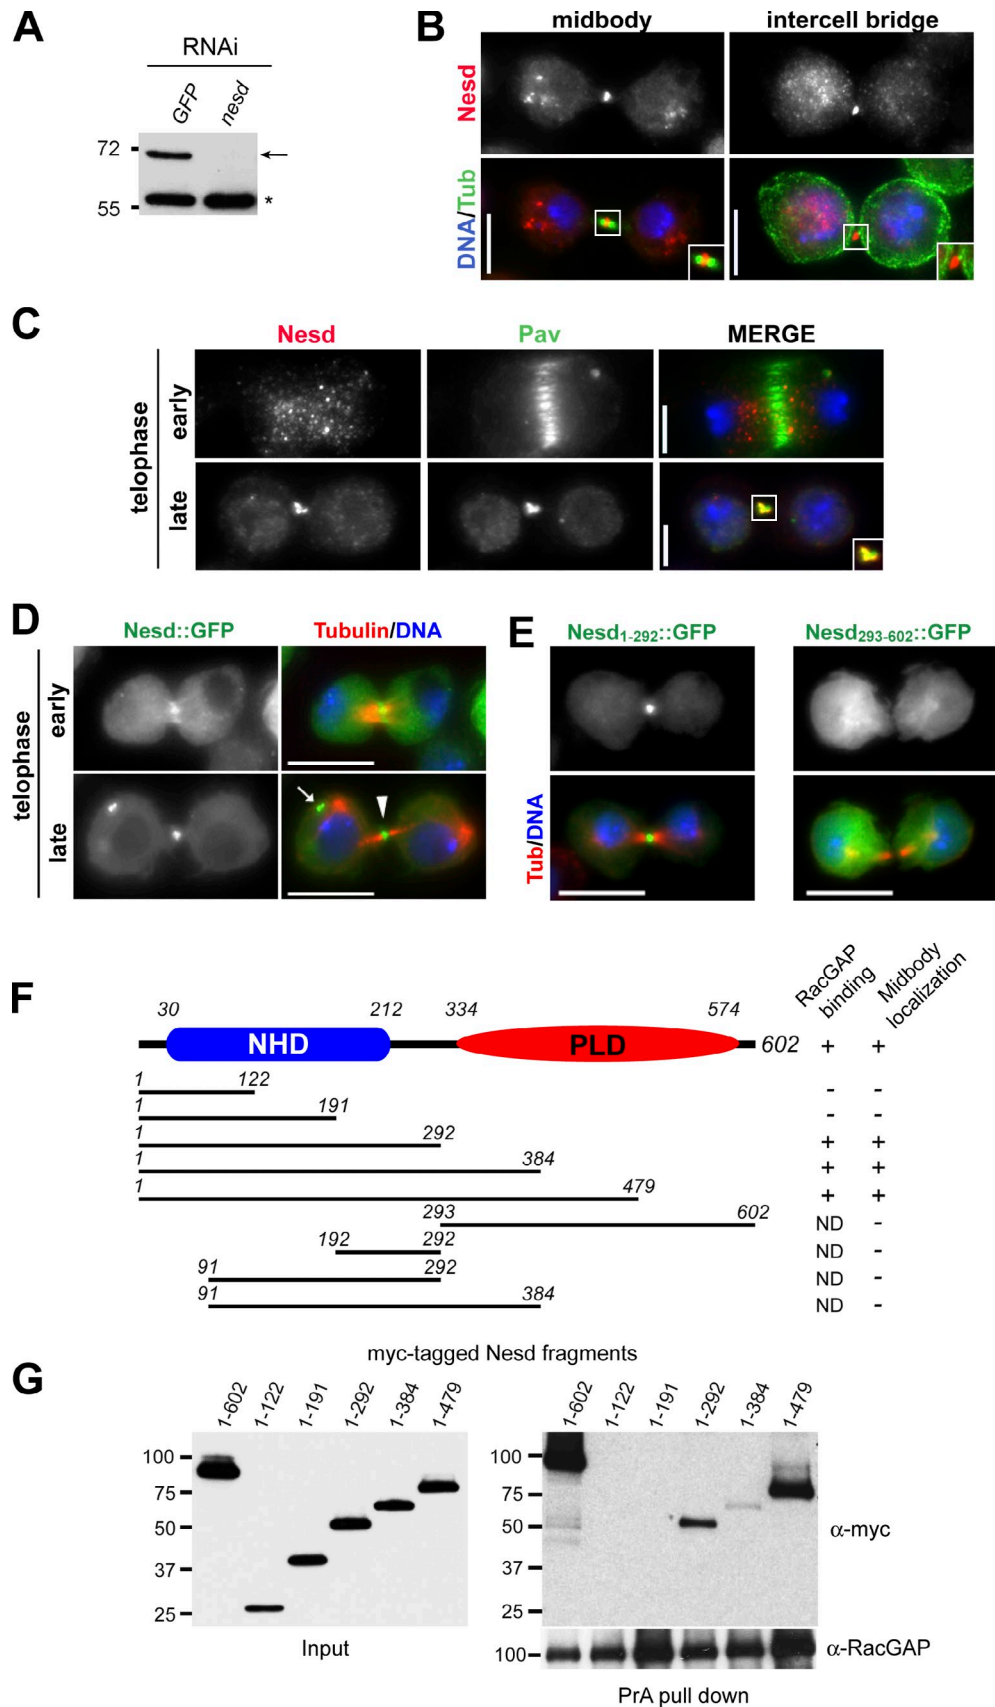 A
RNAi
GFP nesd
72
55 *
B
midbody intercell bridge
Nesd
DNA/Tub
C
Nesd Pav MERGE
telophase
early
late
D
Nesd::GFP Tubulin/DNA
telophase
early
late
E
Nesd1-292::GFP Nesd293-602::GFP
Tub/DNA
F
RacGAP binding
Midbody localization
30 212 334 574
NHD PLD 602 + +
1 122 - -
1 191 - -
1 292 + +
1 384 + +
1 479 + +
293 602 ND -
192 292 ND -
91 292 ND -
91 384 ND -
G
myc-tagged Nesd fragments
1-602 1-122 1-191 1-292 1-384 1-479
100
75
50
37
25
Input
1-602 1-122 1-191 1-292 1-384 1-479
100
75
50
37
25
α-myc
100 α-RacGAP
PrA pull down